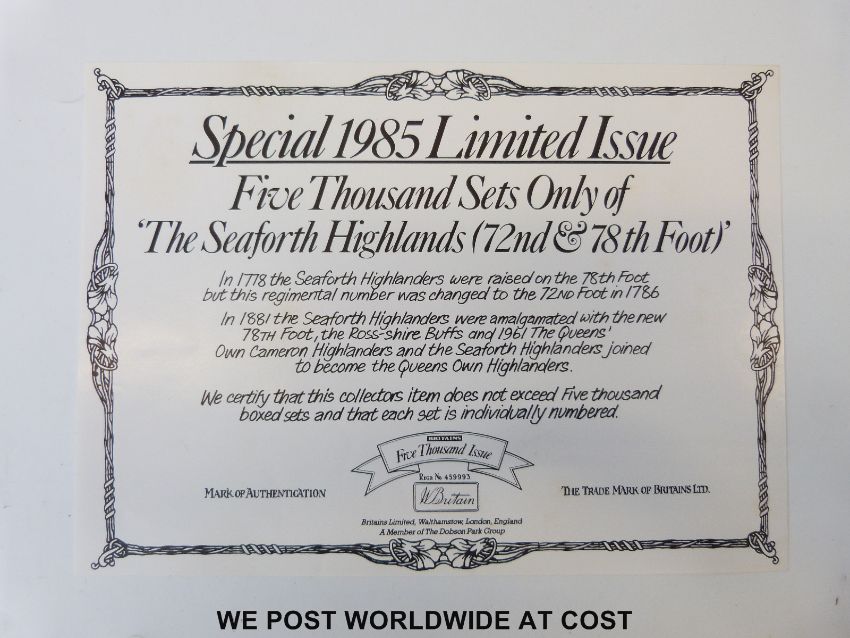 Special 1985 Limited Issue
Five Thousand Sets Only of
'The Seaforth Highlands (72nd & 78th Foot)'
In 1778 the Seaforth Highlanders were raised on the 78th Foot
but this regimental number was changed to the 72ND Foot in 1786
In 1881 the Seaforth Highlanders were amalgamated with the new
78TH Foot, the Ross-shire Buffs and 1961 The Queens'
Own Cameron Highlanders and the Seaforth Highlanders joined
to become the Queens Own Highlanders.
We certify that this collectors item does not exceed Five thousand
boxed sets and that each set is individually numbered.
BRITAINS
Five Thousand Issue
REGD No 459993
MARK OF AUTHENTICATION
W. Britain
THE TRADE MARK OF BRITAINS LTD.
Britains Limited, Walthamstow, London, England
A Member of The Dobson Park Group
WE POST WORLDWIDE AT COST